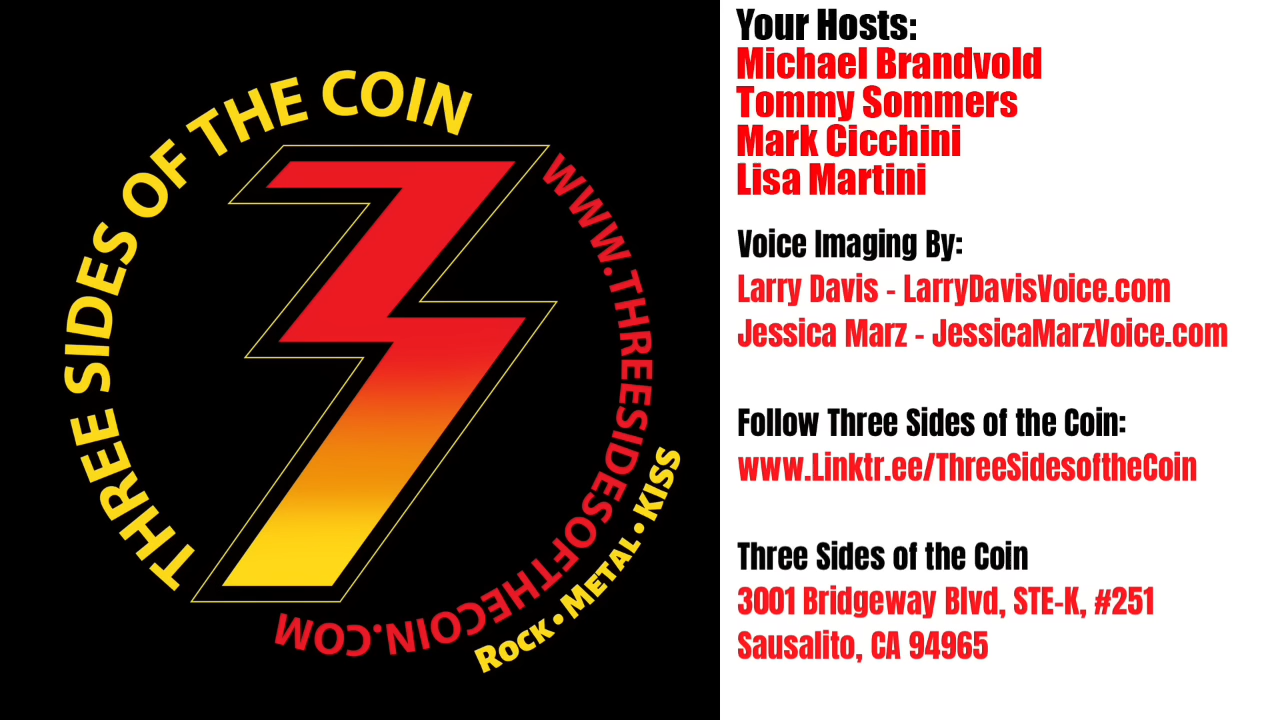 THREE SIDES OF THE COIN
WWW.THREESIDESOFTHECOIN.COM
ROCK • METAL • KISS
Your Hosts:
Michael Brandvold
Tommy Sommers
Mark Cicchini
Lisa Martini
Voice Imaging By:
Larry Davis - LarryDavisVoice.com
Jessica Marz - JessicaMarzVoice.com
Follow Three Sides of the Coin:
www.Linktr.ee/ThreeSidesoftheCoin
Three Sides of the Coin
3001 Bridgeway Blvd, STE-K, #251
Sausalito, CA 94965